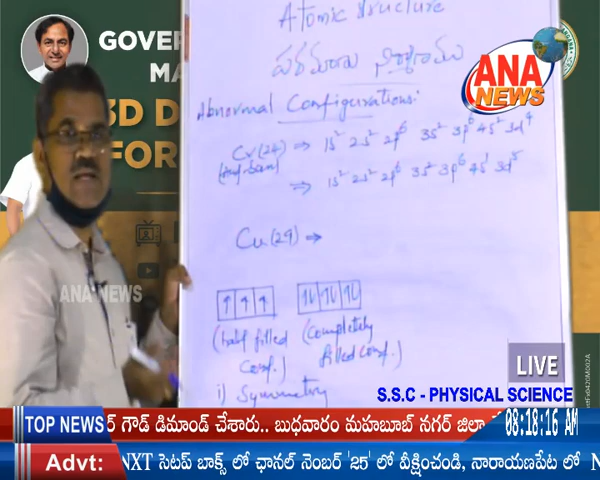 Atomic structure
GOVER
MA
పరమాణు నిర్మాణము
ANA
NEWS
3D D
FOR
Abnormal Configurations:
Cr(24) ⇒ 1s² 2s² 2p⁶ 3s² 3p⁶ 4s² 3d⁴
⇒ 1s² 2s² 2p⁶ 3s² 3p⁶ 4s¹ 3d⁵
Cu(29) ⇒
ANA NEWS
(half filled conf.)
(completely filled conf.)
i) Symmetry
LIVE
S.S.C - PHYSICAL SCIENCE
TOP NEWS
ర్ గౌడ్ డిమాండ్ చేశారు.. బుధవారం మహబూబ్ నగర్ జిల్లా
08:18:16 AM
Advt:
NXT సెటప్ బాక్స్ లో ఛానల్ నెంబర్ '25' లో వీక్షించండి, నారాయణపేట లో N